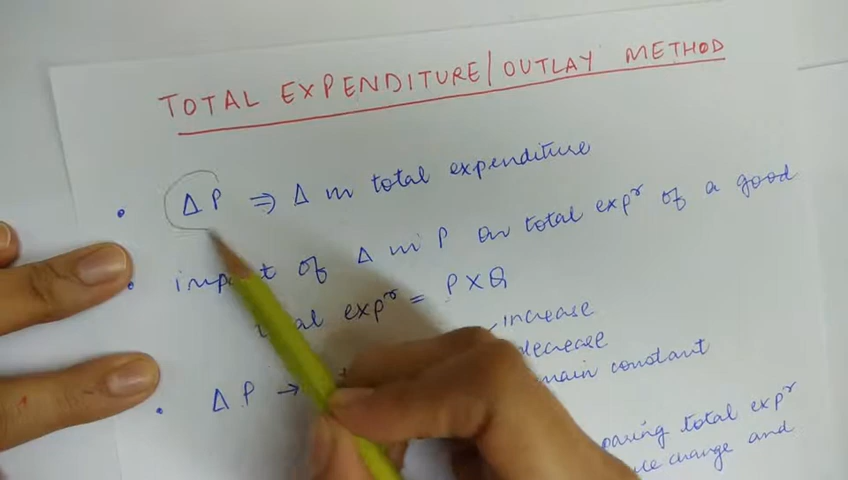 TOTAL EXPENDITURE/OUTLAY METHOD
• ΔP ⇒ Δ in total expenditure
• impact of Δ in P on total expr of a good
total expr = P X Q
increase
decrease
• ΔP → remain constant
comparing total expr
price change and